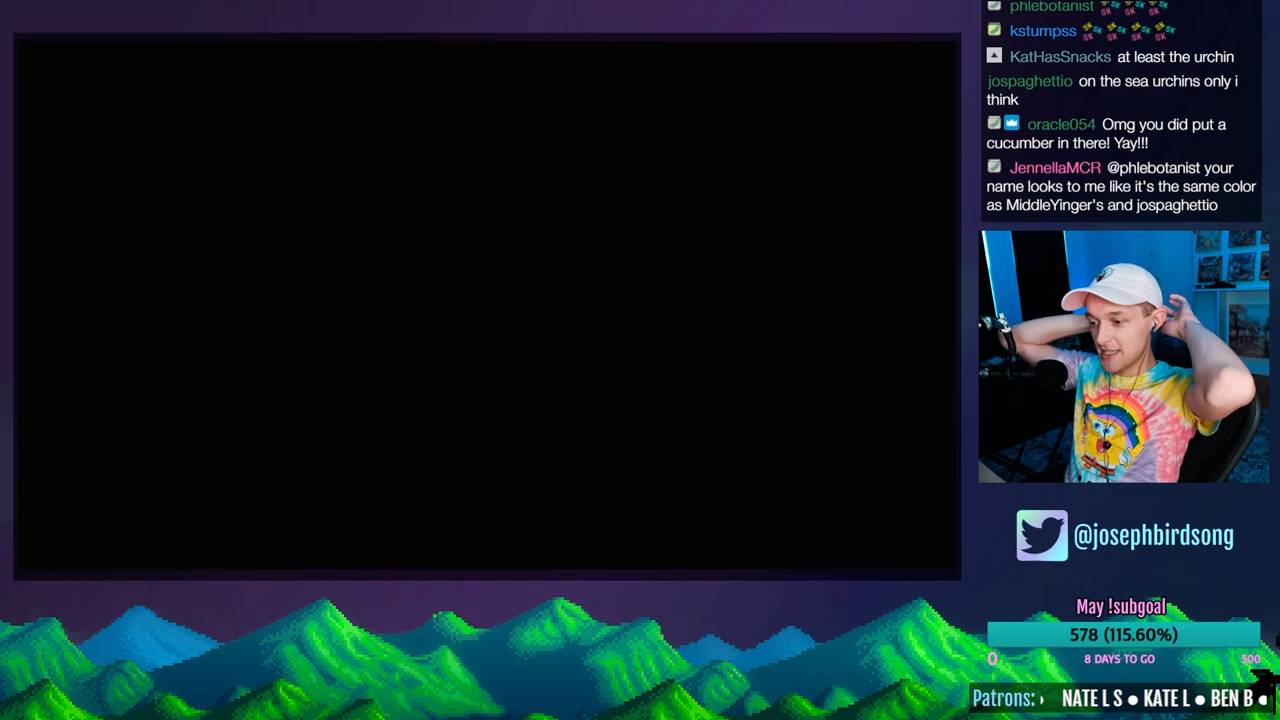 phlebotanist
kstumpss
KatHasSnacks at least the urchin
jospaghettio on the sea urchins only i
think
oracle054 Omg you did put a
cucumber in there! Yay!!!
JennellaMCR @phlebotanist your
name looks to me like it's the same color
as MiddleYinger's and jospaghettio
@josephbirdsong
May !subgoal
578 (115.60%)
0 8 DAYS TO GO 500
Patrons: NATE L S ● KATE L ● BEN B ●